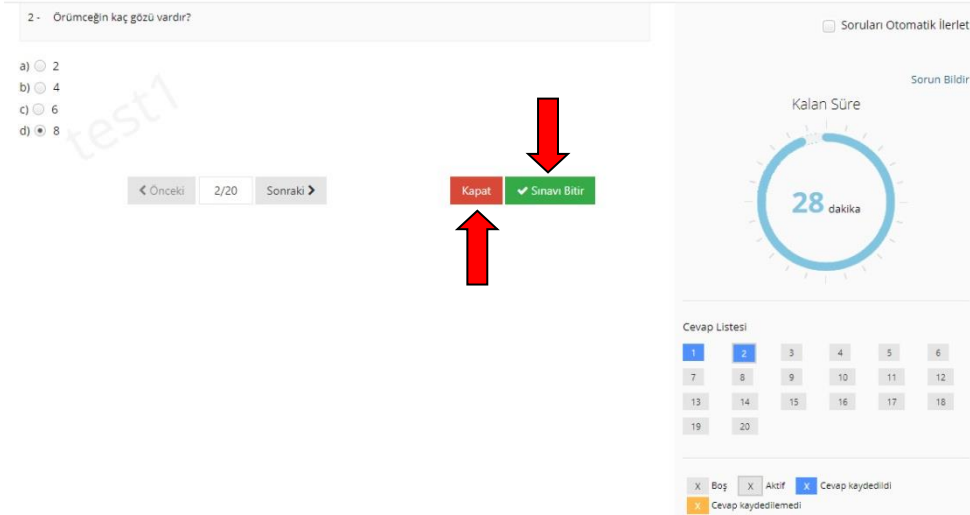 2 - Örümceğin kaç gözü vardır?
a) 2
b) 4
c) 6
d) 8
test1
Önceki 2/20 Sonraki
Kapat Sınavı Bitir
Soruları Otomatik İlerlet
Sorun Bildir
Kalan Süre
28 dakika
Cevap Listesi
1 2 3 4 5 6
7 8 9 10 11 12
13 14 15 16 17 18
19 20
X Boş X Aktif X Cevap kaydedildi
X Cevap kaydedilemedi